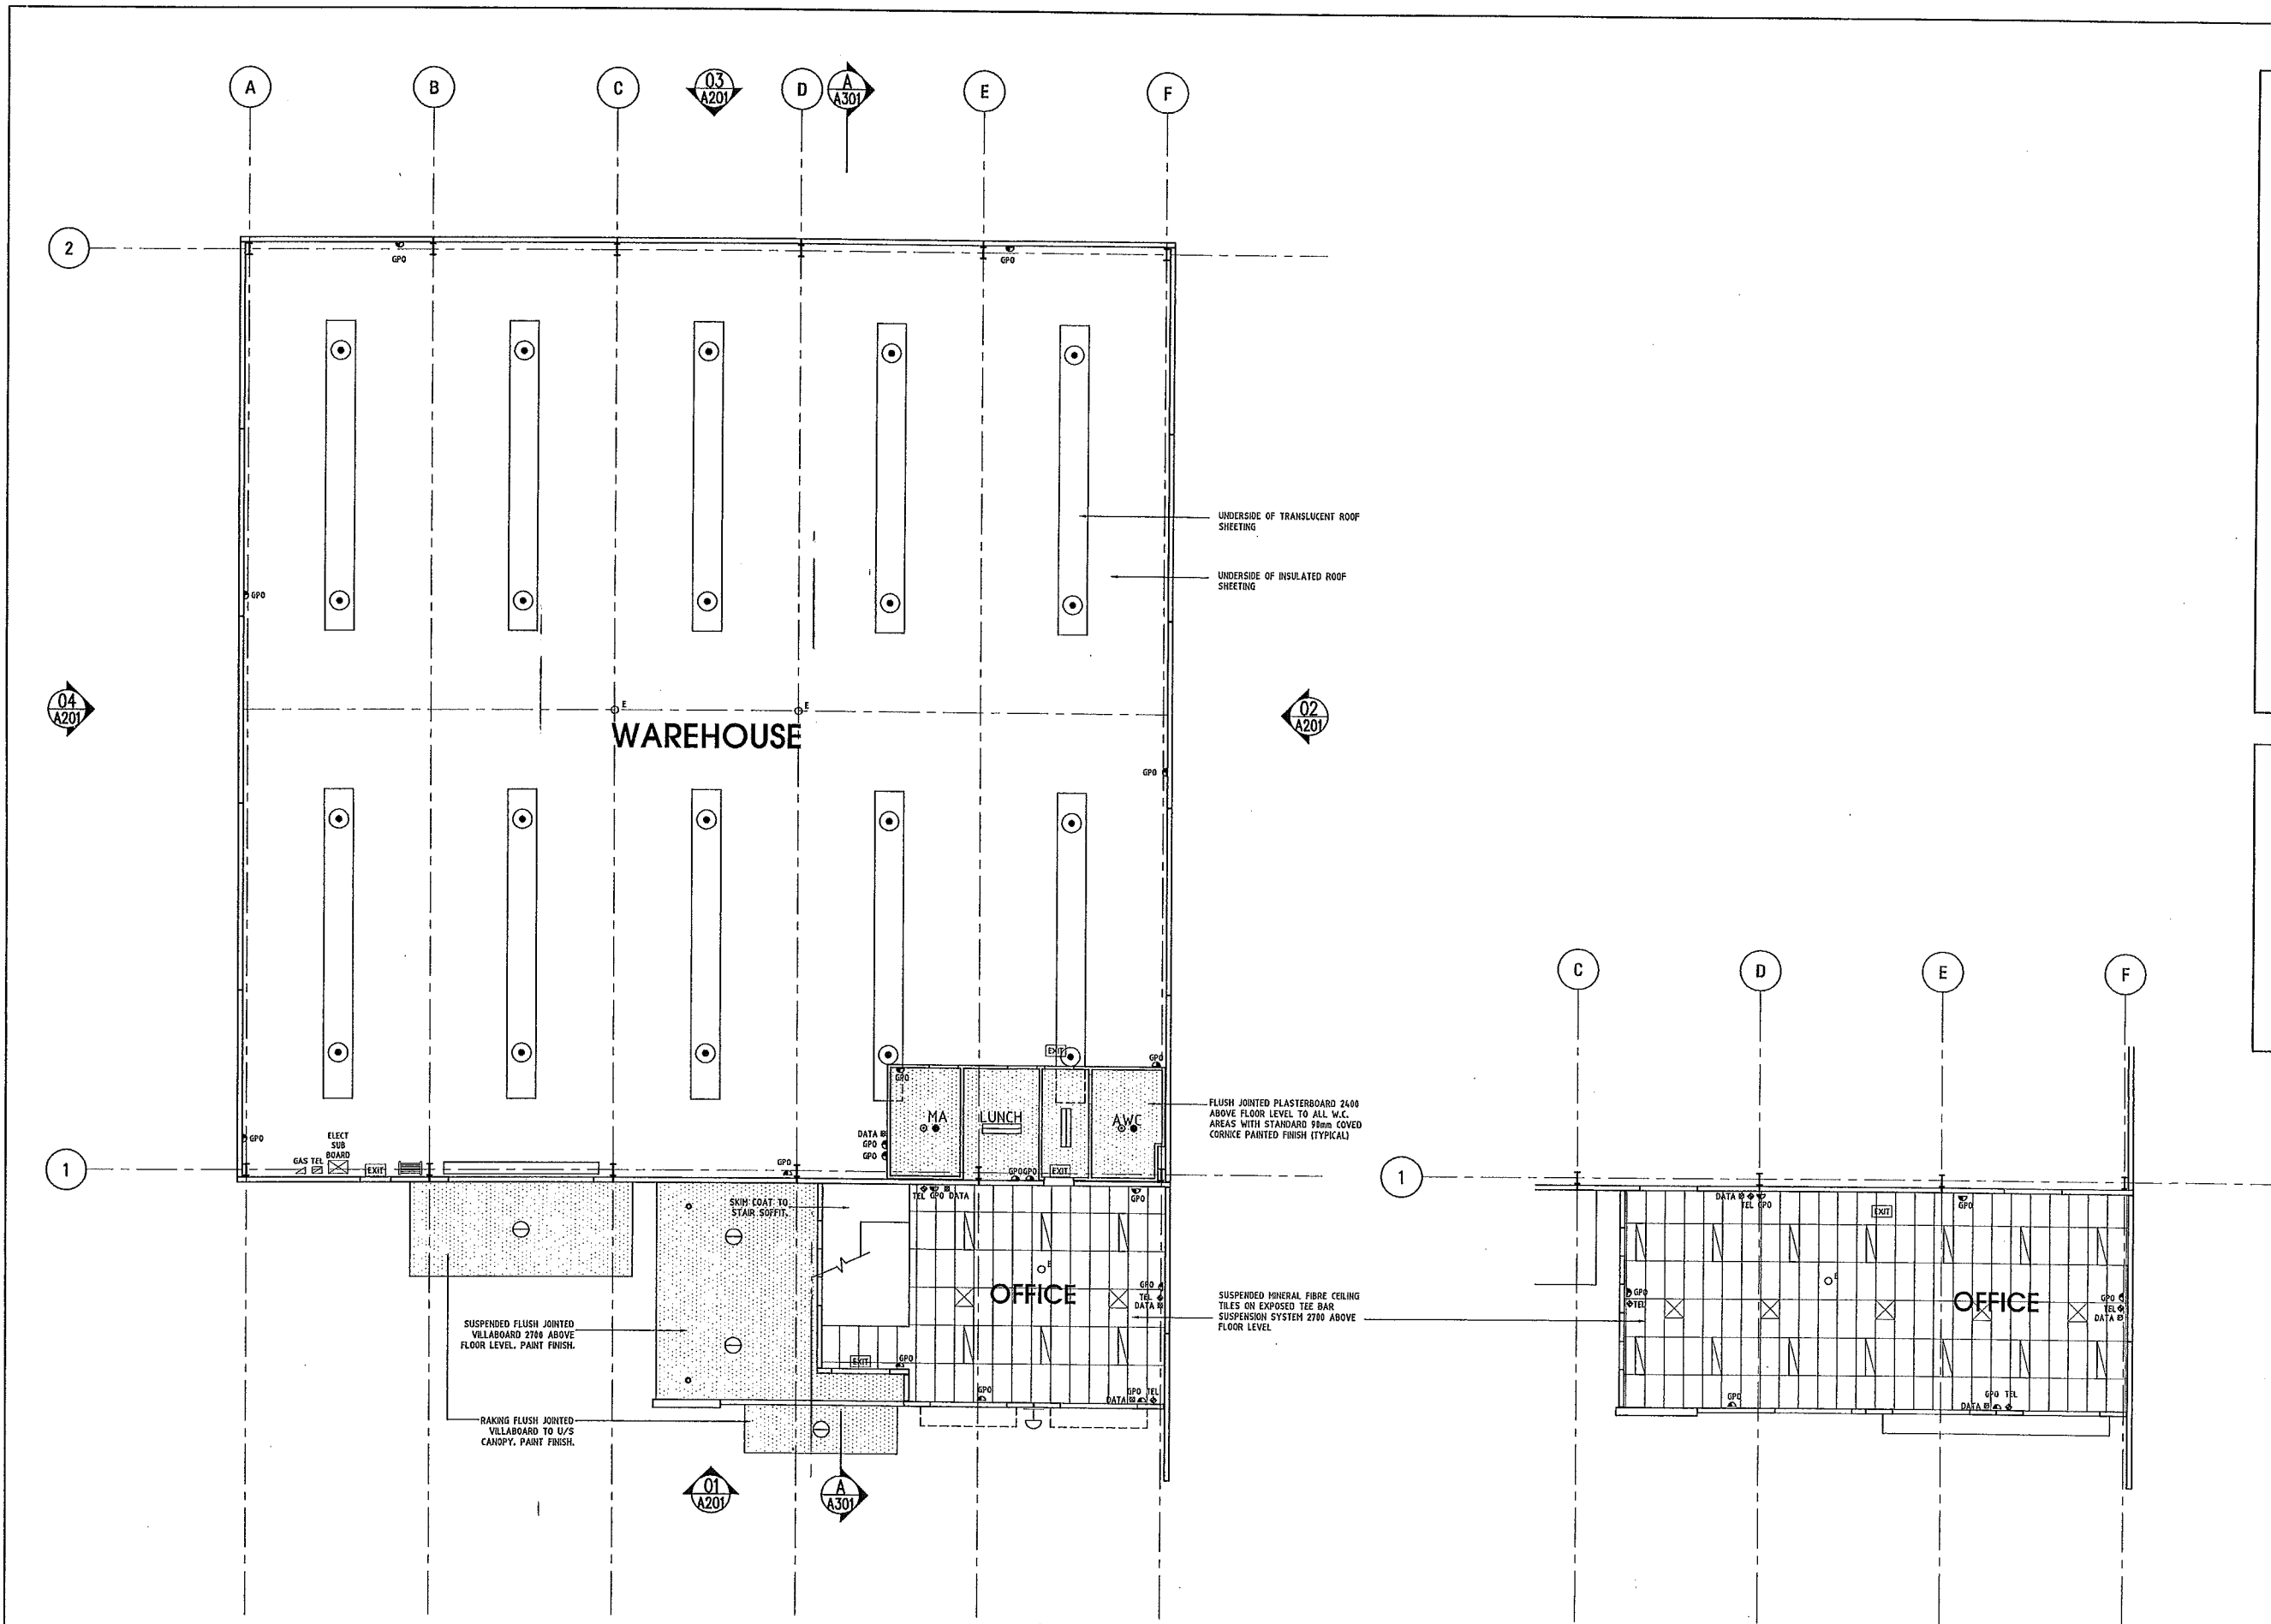 A
B
C
03
A201
D
A
A301
E
F
2
GPO
GPO
UNDERSIDE OF TRANSLUCENT ROOF
SHEETING
UNDERSIDE OF INSULATED ROOF
SHEETING
GPO
04
A201
E
E
WAREHOUSE
02
A201
GPO
C
D
E
F
EXIT
GPO
GPO
MA
LUNCH
AWC
FLUSH JOINTED PLASTERBOARD 2400
ABOVE FLOOR LEVEL TO ALL W.C.
AREAS WITH STANDARD 90mm COVED
CORNICE PAINTED FINISH (TYPICAL)
DATA
GPO
GPO
GPO
ELECT
SUB
BOARD
GAS TEL
EXIT
1
GPO
GPO GPO
EXIT
1
SKIM COAT TO
STAIR SOFFIT.
TEL GPO DATA
GPO
DATA
TEL GPO
EXIT
GPO
E
OFFICE
GPO
TEL
DATA
SUSPENDED MINERAL FIBRE CEILING
TILES ON EXPOSED TEE BAR
SUSPENSION SYSTEM 2700 ABOVE
FLOOR LEVEL
E
GPO
TEL
OFFICE
GPO
TEL
DATA
SUSPENDED FLUSH JOINTED
VILLABOARD 2700 ABOVE
FLOOR LEVEL. PAINT FINISH.
EXIT
GPO
GPO
GPO TEL
DATA
GPO
GPO TEL
DATA
RAKING FLUSH JOINTED
VILLABOARD TO U/S
CANOPY. PAINT FINISH.
01
A201
A
A301